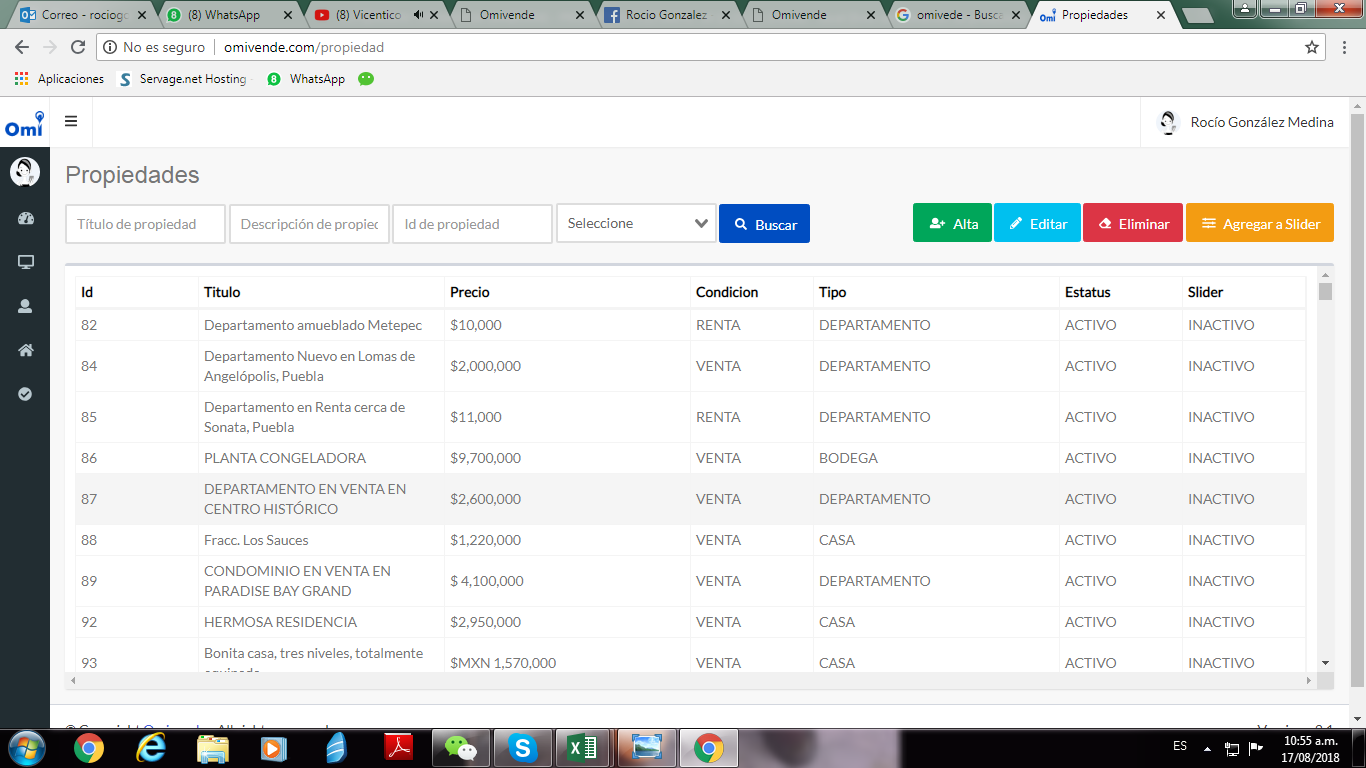 Correo - rociogo
(8) WhatsApp
(8) Vicentico
Omivende
Rocio Gonzalez
Omivende
omivede - Busca
Propiedades
No es seguro
omivende.com/propiedad
Aplicaciones
Servage.net Hosting
WhatsApp
Omi
Rocío González Medina
Propiedades
Título de propiedad
Descripción de propied
Id de propiedad
Seleccione
Buscar
Alta
Editar
Eliminar
Agregar a Slider
Id Titulo Precio Condicion Tipo Estatus Slider
82 Departamento amueblado Metepec $10,000 RENTA DEPARTAMENTO ACTIVO INACTIVO
84 Departamento Nuevo en Lomas de
Angelópolis, Puebla $2,000,000 VENTA DEPARTAMENTO ACTIVO INACTIVO
85 Departamento en Renta cerca de
Sonata, Puebla $11,000 RENTA DEPARTAMENTO ACTIVO INACTIVO
86 PLANTA CONGELADORA $9,700,000 VENTA BODEGA ACTIVO INACTIVO
87 DEPARTAMENTO EN VENTA EN
CENTRO HISTÓRICO $2,600,000 VENTA DEPARTAMENTO ACTIVO INACTIVO
88 Fracc. Los Sauces $1,220,000 VENTA CASA ACTIVO INACTIVO
89 CONDOMINIO EN VENTA EN
PARADISE BAY GRAND $ 4,100,000 VENTA DEPARTAMENTO ACTIVO INACTIVO
92 HERMOSA RESIDENCIA $2,950,000 VENTA CASA ACTIVO INACTIVO
93 Bonita casa, tres niveles, totalmente
$MXN 1,570,000 VENTA CASA ACTIVO INACTIVO
ES
10:55 a.m.
17/08/2018